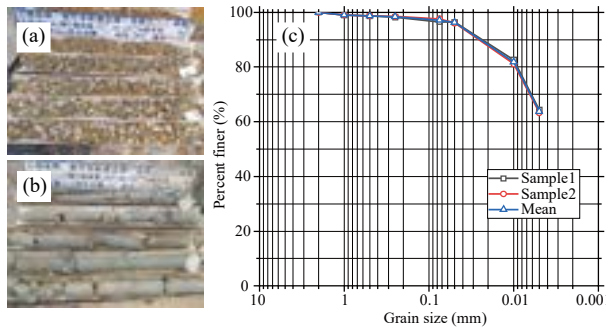 (a)
(b)
(c)
100
80
60
40
20
0
Percent finer (%)
Sample1
Sample2
Mean
10
1
0.1
0.01
0.00
Grain size (mm)